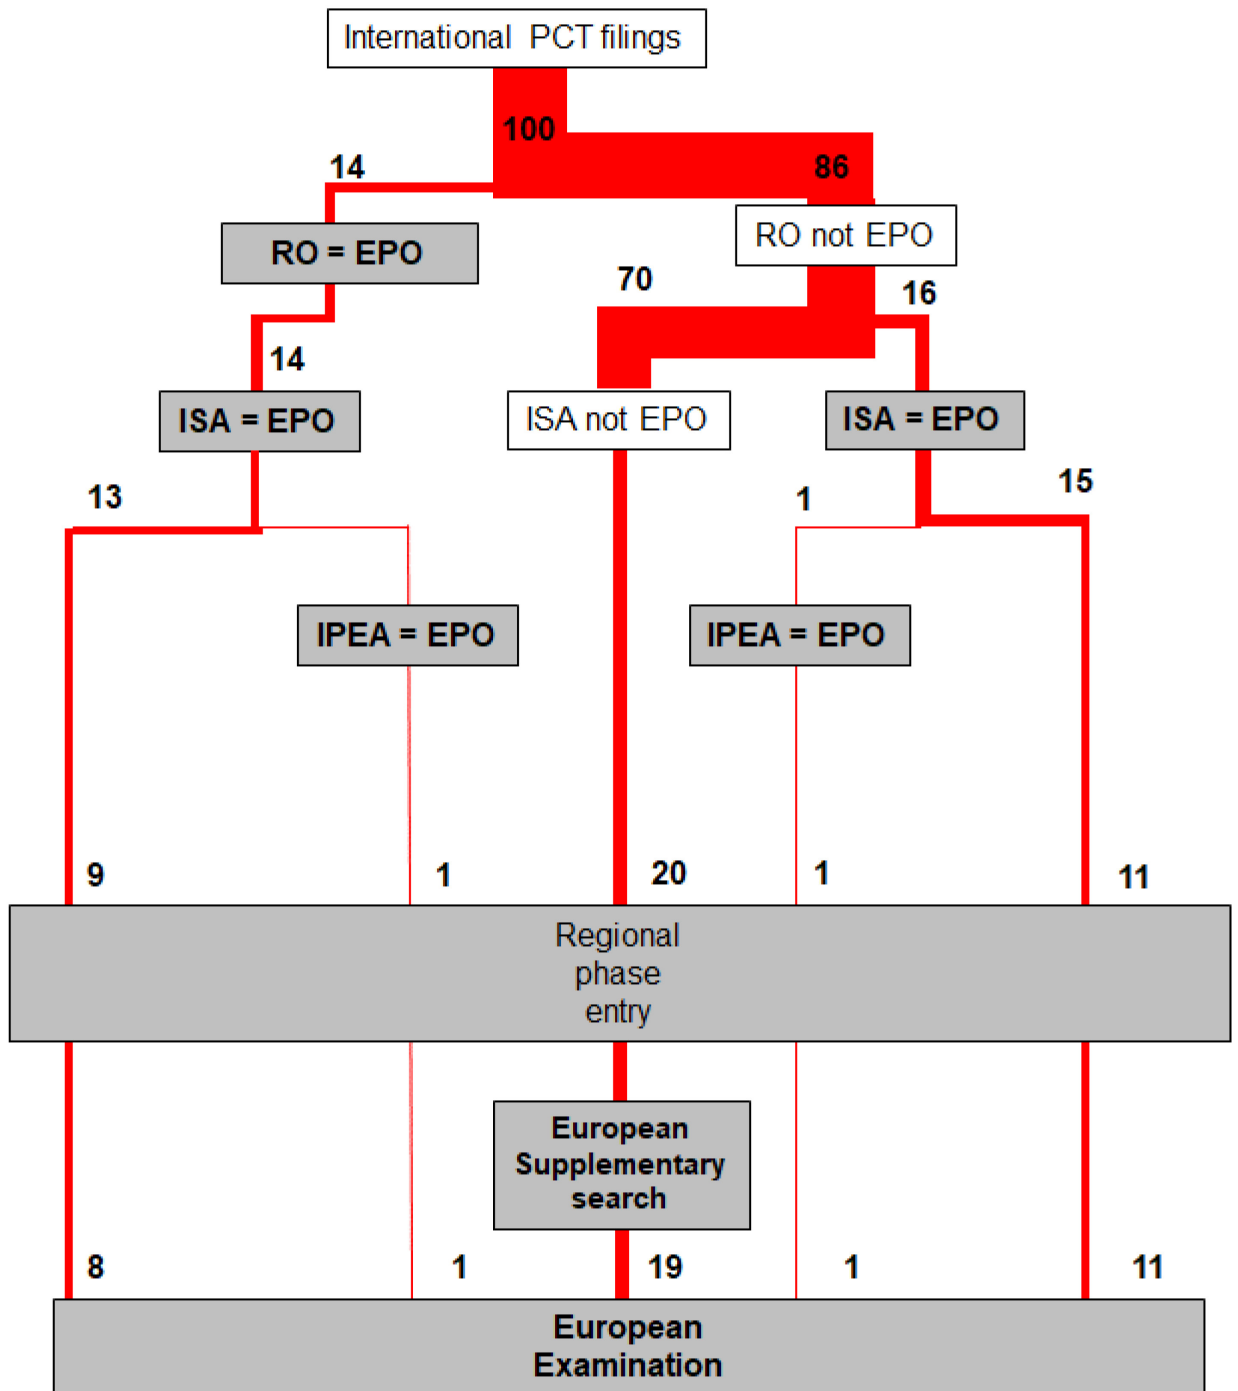 International PCT filings
100
14
86
RO = EPO
RO not EPO
70
16
14
ISA = EPO
ISA not EPO
ISA = EPO
13
1
15
IPEA = EPO
IPEA = EPO
9
1
20
1
11
Regional
phase
entry
European
Supplementary
search
8
1
19
1
11
European
Examination